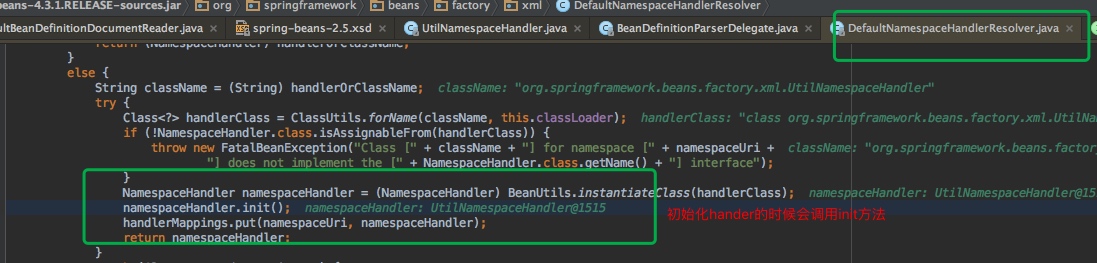 beans-4.3.1.RELEASE-sources.jar org springframework beans factory xml DefaultNamespaceHandlerResolver
ultBeanDefinitionDocumentReader.java × spring-beans-2.5.xsd × UtilNamespaceHandler.java × BeanDefinitionParserDelegate.java × DefaultNamespaceHandlerResolver.java ×
return (NamespaceHandler) handlerOrClassName;
}
else {
String className = (String) handlerOrClassName; className: "org.springframework.beans.factory.xml.UtilNamespaceHandler"
try {
Class<?> handlerClass = ClassUtils.forName(className, this.classLoader); handlerClass: "class org.springframework.beans.factory.xml.UtilNam
if (!NamespaceHandler.class.isAssignableFrom(handlerClass)) {
throw new FatalBeanException("Class [" + className + "] for namespace [" + namespaceUri + className: "org.springframework.beans.factory
"] does not implement the [" + NamespaceHandler.class.getName() + "] interface");
}
NamespaceHandler namespaceHandler = (NamespaceHandler) BeanUtils.instantiateClass(handlerClass); namespaceHandler: UtilNamespaceHandler@15
namespaceHandler.init(); namespaceHandler: UtilNamespaceHandler@1515
初始化hander的时候会调用init方法
handlerMappings.put(namespaceUri, namespaceHandler);
return namespaceHandler;
}